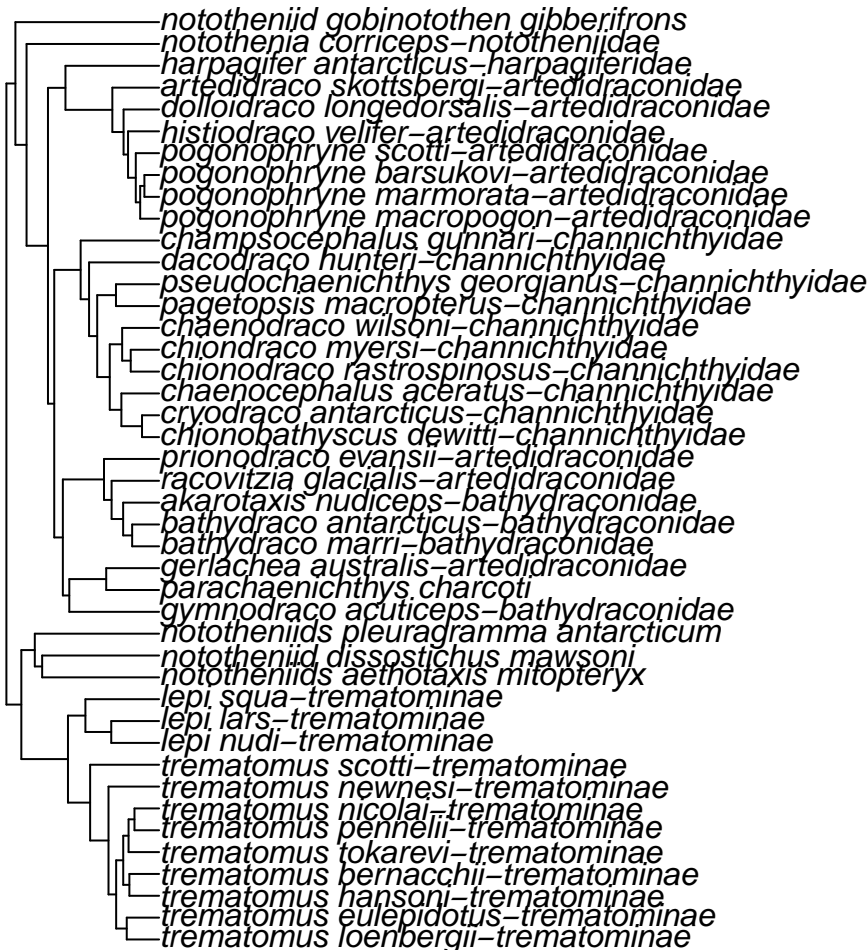 nototheniid gobinotothen gibberifrons
notothenia corriceps−nototheniidae
harpagifer antarcticus−harpagiferidae
artedidraco skottsbergi−artedidraconidae
dolloidraco longedorsalis−artedidraconidae
histiodraco velifer−artedidraconidae
pogonophryne scotti−artedidraconidae
pogonophryne barsukovi−artedidraconidae
pogonophryne marmorata−artedidraconidae
pogonophryne macropogon−artedidraconidae
champsocephalus gunnari−channichthyidae
dacodraco hunteri−channichthyidae
pseudochaenichthys georgianus−channichthyidae
pagetopsis macropterus−channichthyidae
chaenodraco wilsoni−channichthyidae
chiondraco myersi−channichthyidae
chionodraco rastrospinosus−channichthyidae
chaenocephalus aceratus−channichthyidae
cryodraco antarcticus−channichthyidae
chionobathyscus dewitti−channichthyidae
prionodraco evansii−artedidraconidae
racovitzia glacialis−artedidraconidae
akarotaxis nudiceps−bathydraconidae
bathydraco antarcticus−bathydraconidae
bathydraco marri−bathydraconidae
gerlachea australis−artedidraconidae
parachaenichthys charcoti
gymnodraco acuticeps−bathydraconidae
nototheniids pleuragramma antarcticum
nototheniid dissostichus mawsoni
nototheniids aethotaxis mitopteryx
lepi squa−trematominae
lepi lars−trematominae
lepi nudi−trematominae
trematomus scotti−trematominae
trematomus newnesi−trematominae
trematomus nicolai−trematominae
trematomus pennelii−trematominae
trematomus tokarevi−trematominae
trematomus bernacchii−trematominae
trematomus hansoni−trematominae
trematomus eulepidotus−trematominae
trematomus loenbergii−trematominae